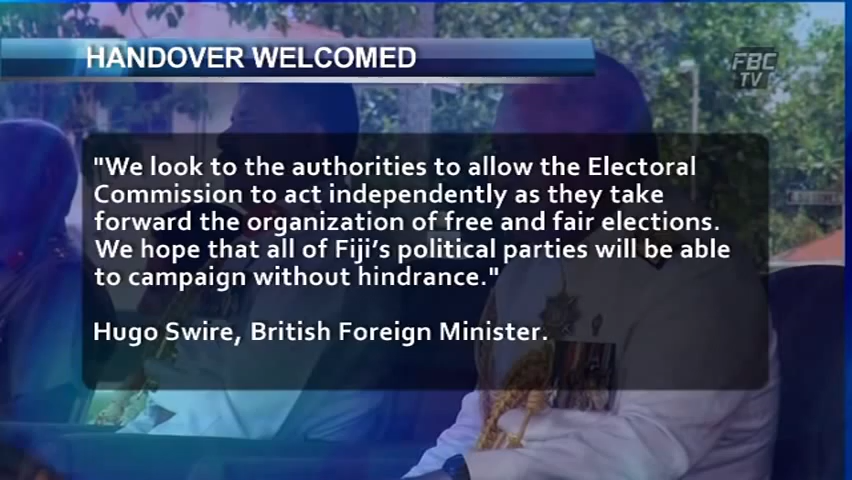 HANDOVER WELCOMED
FBC
TV
"We look to the authorities to allow the Electoral
Commission to act independently as they take
forward the organization of free and fair elections.
We hope that all of Fiji's political parties will be able
to campaign without hindrance."
Hugo Swire, British Foreign Minister.